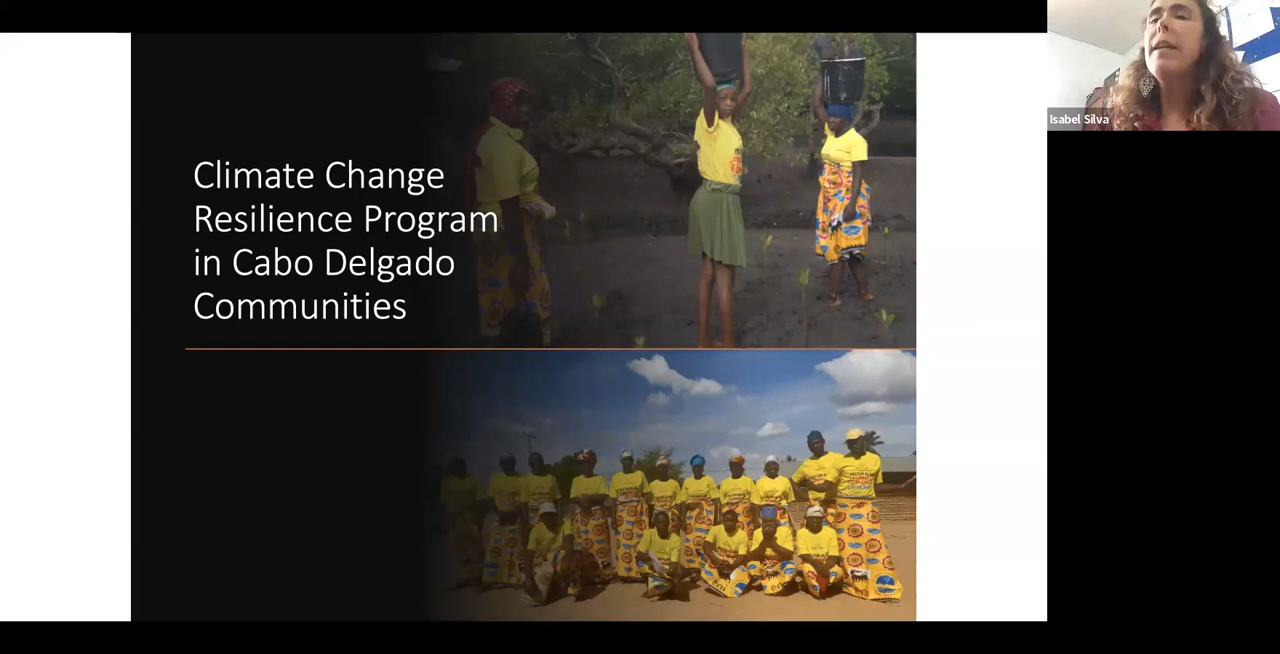 Climate Change
Resilience Program
in Cabo Delgado
Communities
Isabel Silva